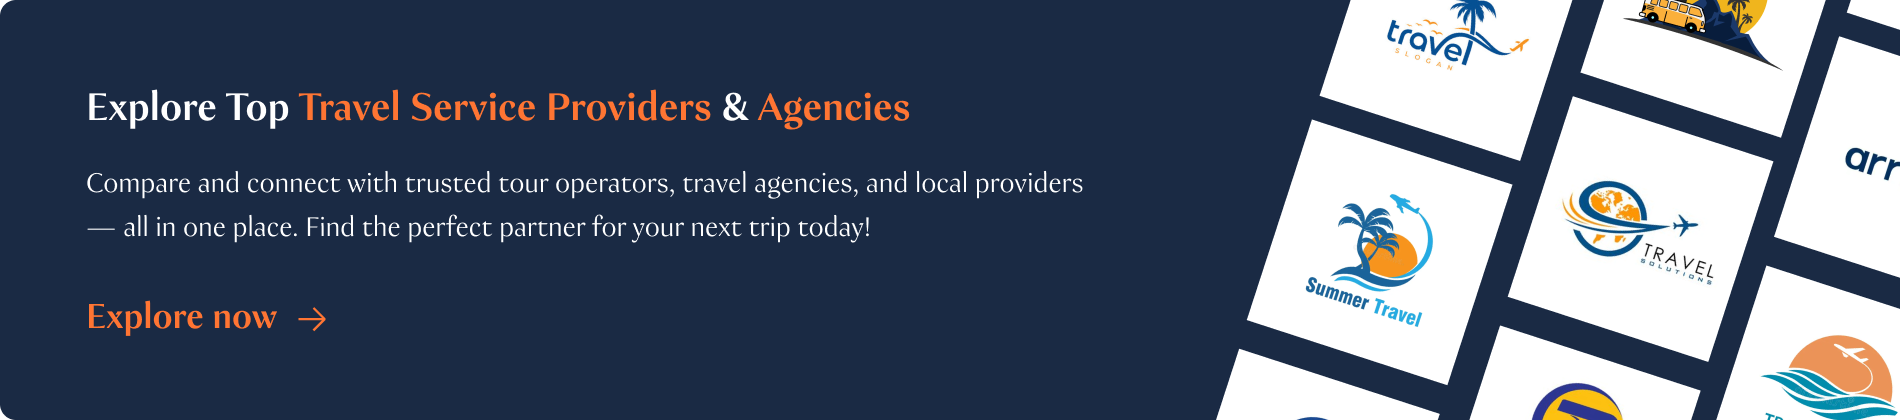 Explore Top Travel Service Providers & Agencies
Compare and connect with trusted tour operators, travel agencies, and local providers
— all in one place. Find the perfect partner for your next trip today!
Explore now
travel
SLOGAN
Summer Travel
TRAVEL
SOLUTIONS
arr